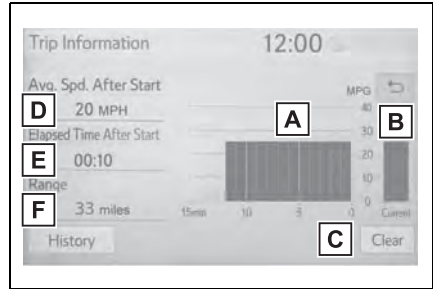 Trip Information 12:00
Avg. Spd. After Start
MPG
D 20 MPH
40
A
B
30
Elapsed Time After Start
E 00:10
20
10
Range
0
F 33 miles
15min 10 5 0 Current
History
C Clear